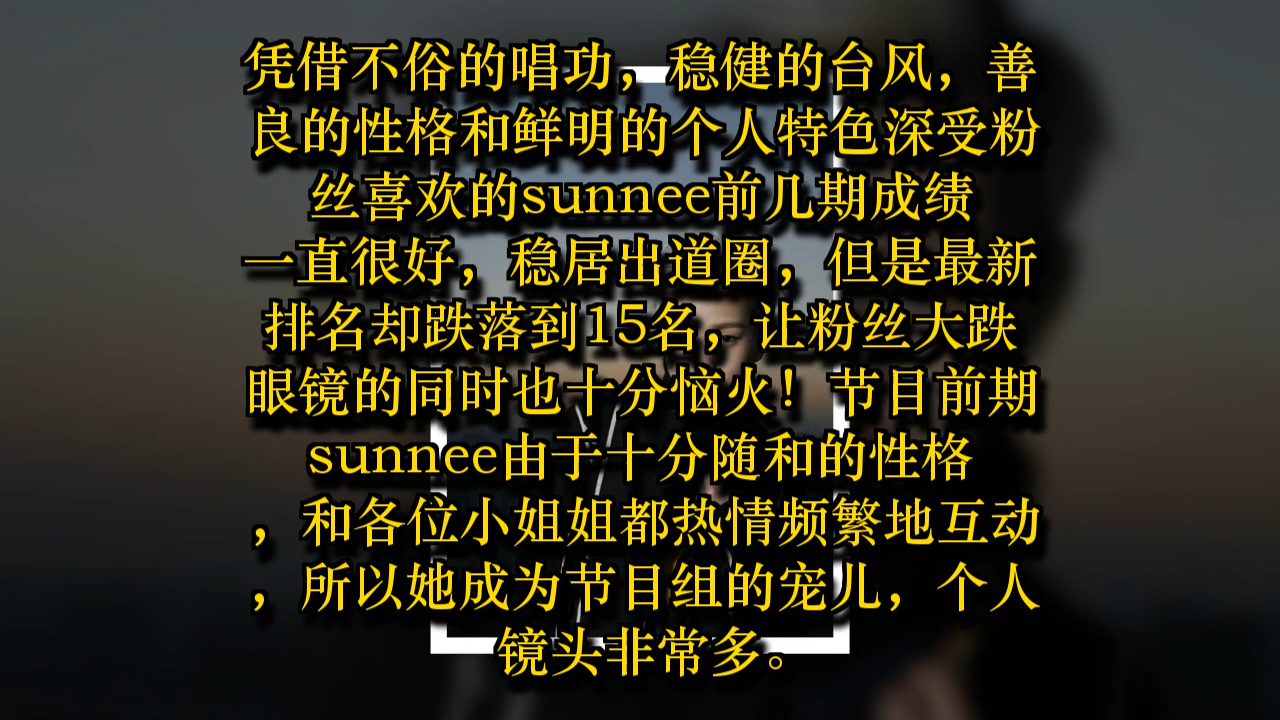 凭借不俗的唱功，稳健的台风，善
良的性格和鲜明的个人特色深受粉
丝喜欢的sunnee前几期成绩
一直很好，稳居出道圈，但是最新
排名却跌落到15名，让粉丝大跌
眼镜的同时也十分恼火！节目前期
sunnee由于十分随和的性格
，和各位小姐姐都热情频繁地互动
，所以她成为节目组的宠儿，个人
镜头非常多。